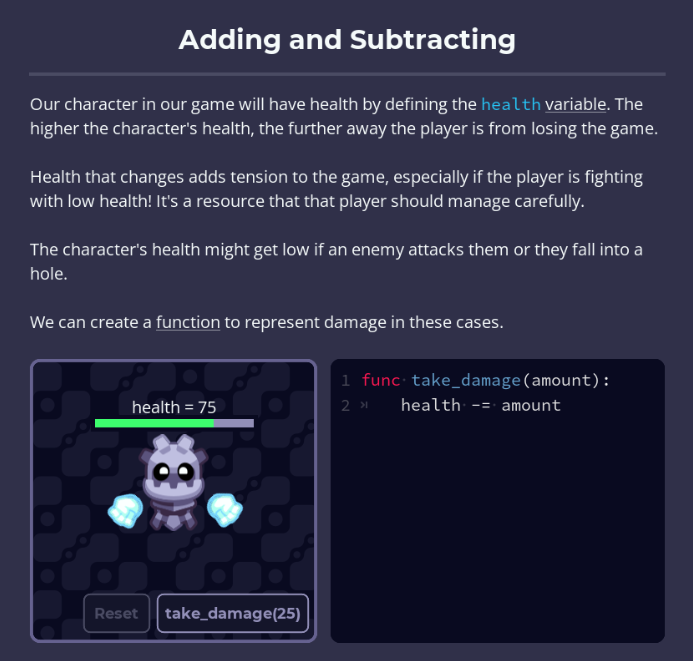 Adding and Subtracting
Our character in our game will have health by defining the health variable. The
higher the character's health, the further away the player is from losing the game.
Health that changes adds tension to the game, especially if the player is fighting
with low health! It's a resource that that player should manage carefully.
The character's health might get low if an enemy attacks them or they fall into a
hole.
We can create a function to represent damage in these cases.
health = 75
Reset
take_damage(25)
1 func take_damage(amount):
2 health -= amount